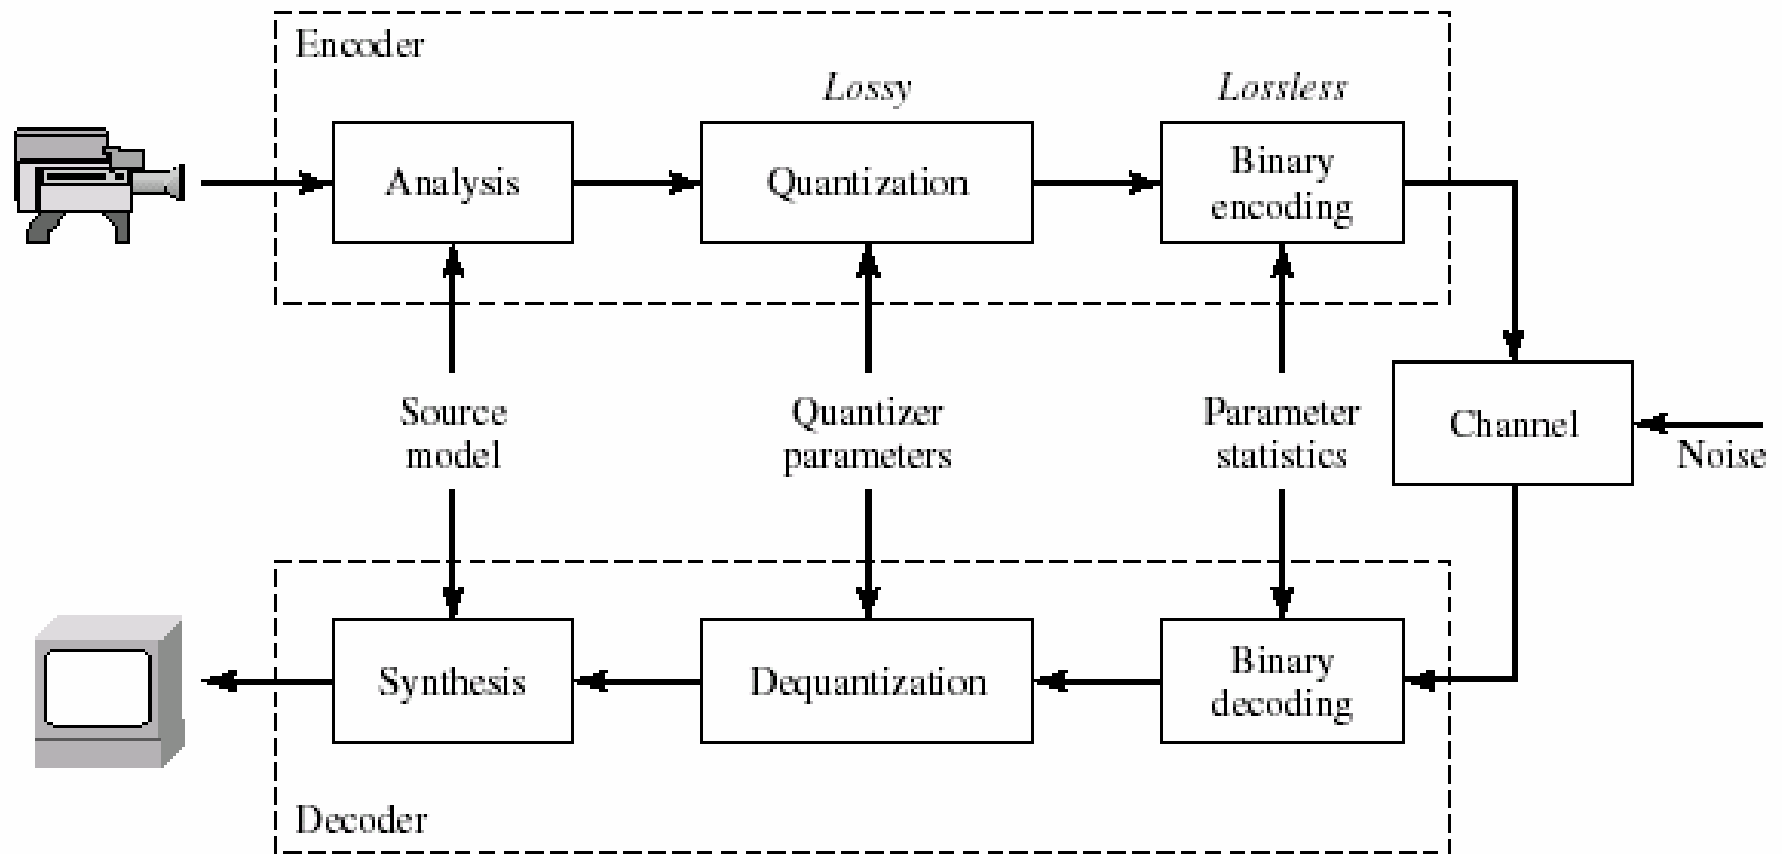 Encoder
Lossy
Lossless
Analysis
Quantization
Binary
encoding
Source
model
Quantizer
parameters
Parameter
statistics
Channel
Noise
Synthesis
Dequantization
Binary
decoding
Decoder